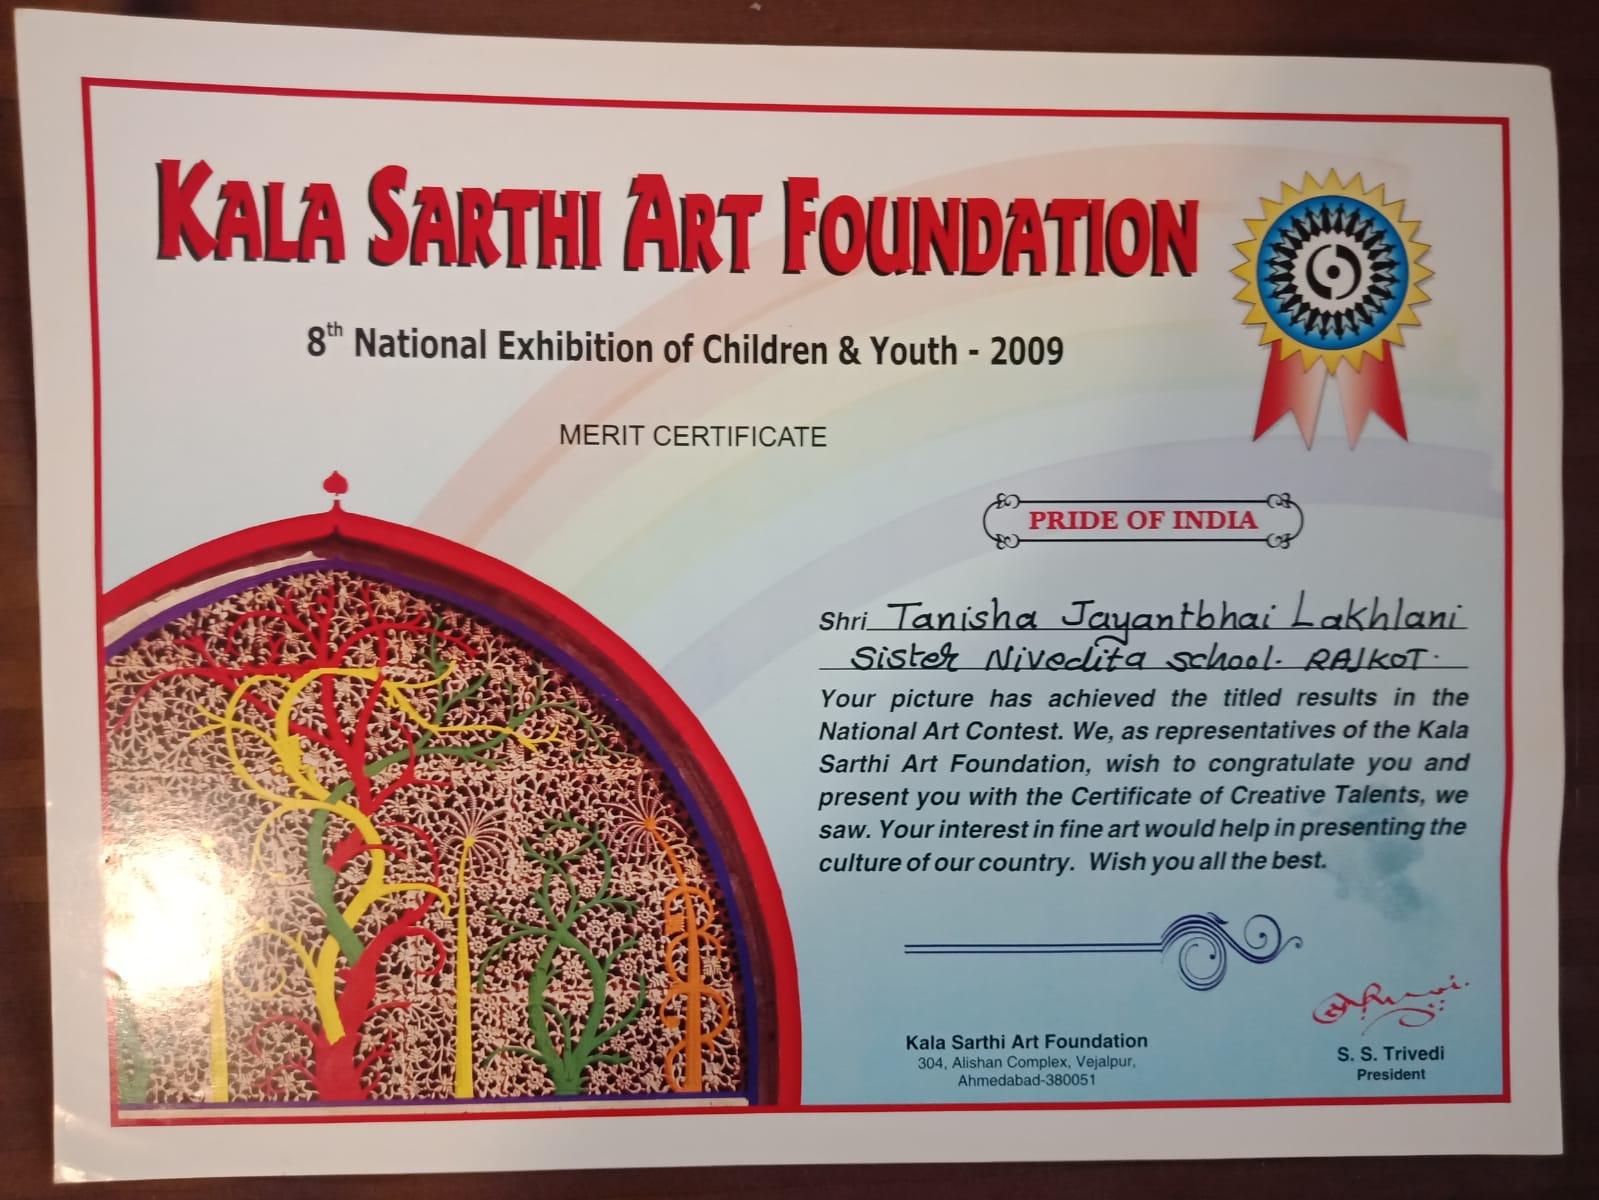 KALA SARTHI ART FOUNDATION
8th National Exhibition of Children & Youth - 2009
MERIT CERTIFICATE
PRIDE OF INDIA
Shri Tanisha Jayantbhai Lakhlani
Sister Nivedita School. RAJKOT.
Your picture has achieved the titled results in the
National Art Contest. We, as representatives of the Kala
Sarthi Art Foundation, wish to congratulate you and
present you with the Certificate of Creative Talents, we
saw. Your interest in fine art would help in presenting the
culture of our country. Wish you all the best.
Kala Sarthi Art Foundation
304, Alishan Complex, Vejalpur,
Ahmedabad-380051
S. S. Trivedi
President